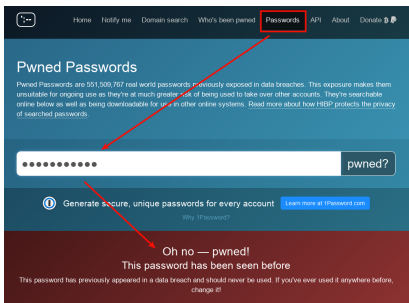 Home Notify me Domain search Who's been pwned Passwords API About Donate
Pwned Passwords
Pwned Passwords are 551,509,767 real world passwords previously exposed in data breaches. This exposure makes them
unsuitable for ongoing use as they're at much greater risk of being used to take over other accounts. They're searchable
online below as well as being downloadable for use in other online systems. Read more about how HIBP protects the privacy
of searched passwords.
●●●●●●●●●●● pwned?
Generate secure, unique passwords for every account Learn more at 1Password.com
Why 1Password?
Oh no — pwned!
This password has been seen before
This password has previously appeared in a data breach and should never be used. If you've ever used it anywhere before,
change it!